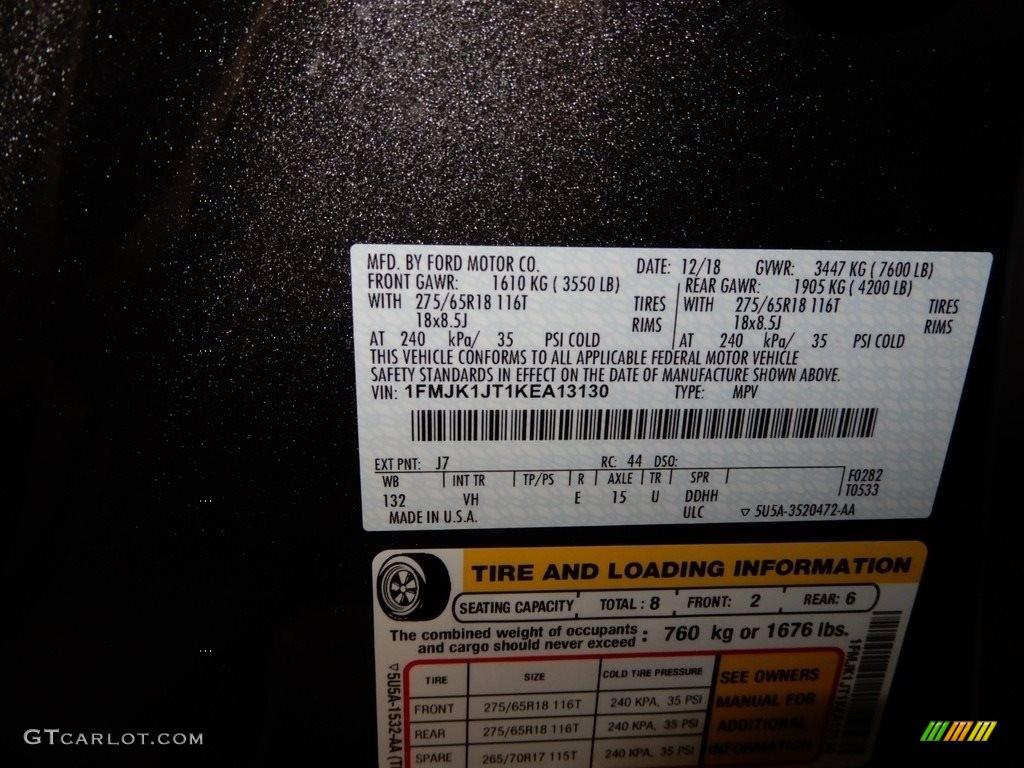 MFD. BY FORD MOTOR CO. DATE: 12/18 GVWR: 3447 KG ( 7600 LB)
FRONT GAWR: 1610 KG ( 3550 LB) REAR GAWR: 1905 KG ( 4200 LB)
WITH 275/65R18 116T TIRES WITH 275/65R18 116T TIRES
18x8.5J RIMS 18x8.5J RIMS
AT 240 kPa/ 35 PSI COLD AT 240 kPa/ 35 PSI COLD
THIS VEHICLE CONFORMS TO ALL APPLICABLE FEDERAL MOTOR VEHICLE
SAFETY STANDARDS IN EFFECT ON THE DATE OF MANUFACTURE SHOWN ABOVE.
VIN: 1FMJK1JT1KEA13130 TYPE: MPV
EXT PNT: J7 RC: 44 DSO:
WB INT TR TP/PS R AXLE TR SPR F0282
132 VH E 15 U DDHH T0533
MADE IN U.S.A. ULC ▽ 5U5A-3520472-AA
TIRE AND LOADING INFORMATION
SEATING CAPACITY TOTAL : 8 FRONT: 2 REAR: 6
The combined weight of occupants
and cargo should never exceed : 760 kg or 1676 lbs.
TIRE SIZE COLD TIRE PRESSURE
FRONT 275/65R18 116T 240 KPA, 35 PSI
REAR 275/65R18 116T 240 KPA, 35 PSI
SPARE 265/70R17 115T 240 KPA, 35 PSI
SEE OWNERS
MANUAL FOR
ADDITIONAL
INFORMATION
▽5U5A-1532-AA
1FMJK1JT1
GTCARLOT.COM